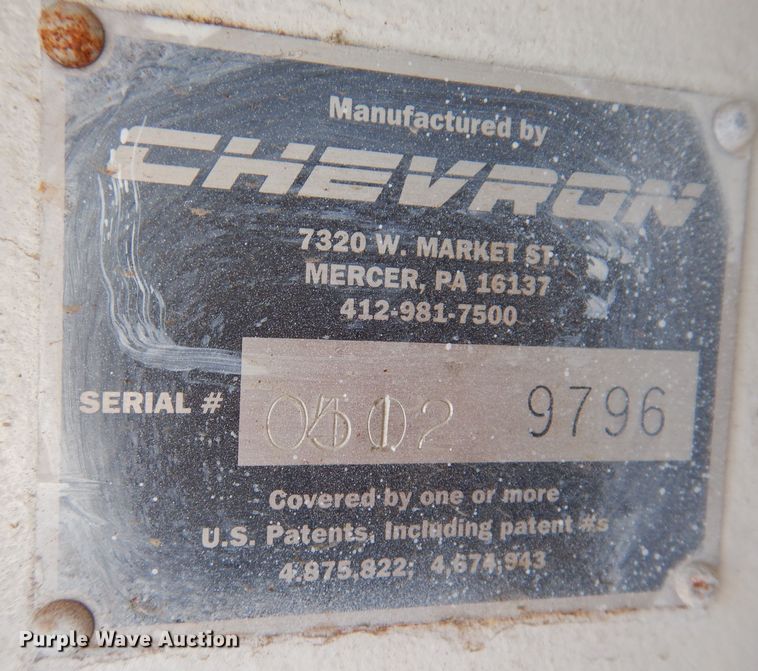 Manufactured by
CHEVRON
7320 W. MARKET ST.
MERCER, PA 16137
412-981-7500
SERIAL # 9796
Covered by one or more
U.S. Patents, Including patent #s
4,875,822; 4,674,943
Purple Wave Auction